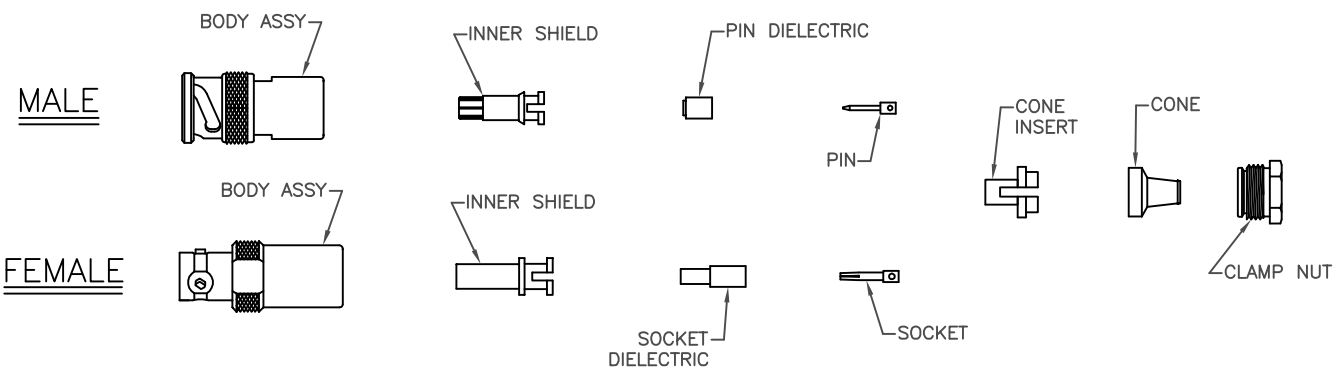 BODY ASSY
INNER SHIELD
PIN DIELECTRIC
MALE
PIN
CONE
INSERT
CONE
BODY ASSY
INNER SHIELD
FEMALE
CLAMP NUT
SOCKET
DIELECTRIC
SOCKET